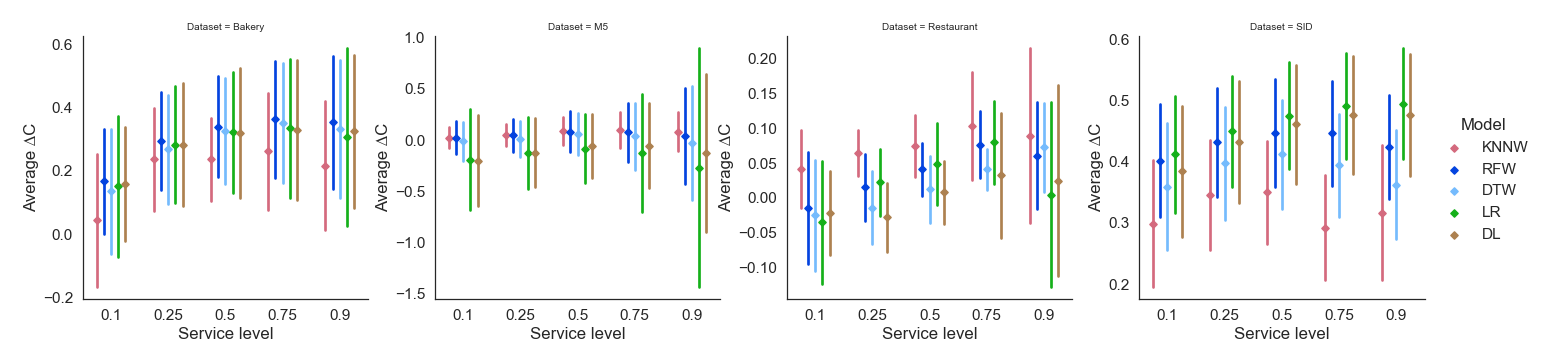 Dataset = Bakery
Average ΔC
0.6
0.4
0.2
0.0
−0.2
0.1 0.25 0.5 0.75 0.9
Service level
Dataset = M5
Average ΔC
1.0
0.5
0.0
−0.5
−1.0
−1.5
0.1 0.25 0.5 0.75 0.9
Service level
Dataset = Restaurant
Average ΔC
0.20
0.15
0.10
0.05
0.00
−0.05
−0.10
0.1 0.25 0.5 0.75 0.9
Service level
Dataset = SID
Average ΔC
0.6
0.5
0.4
0.3
0.2
0.1 0.25 0.5 0.75 0.9
Service level
Model
KNNW
RFW
DTW
LR
DL